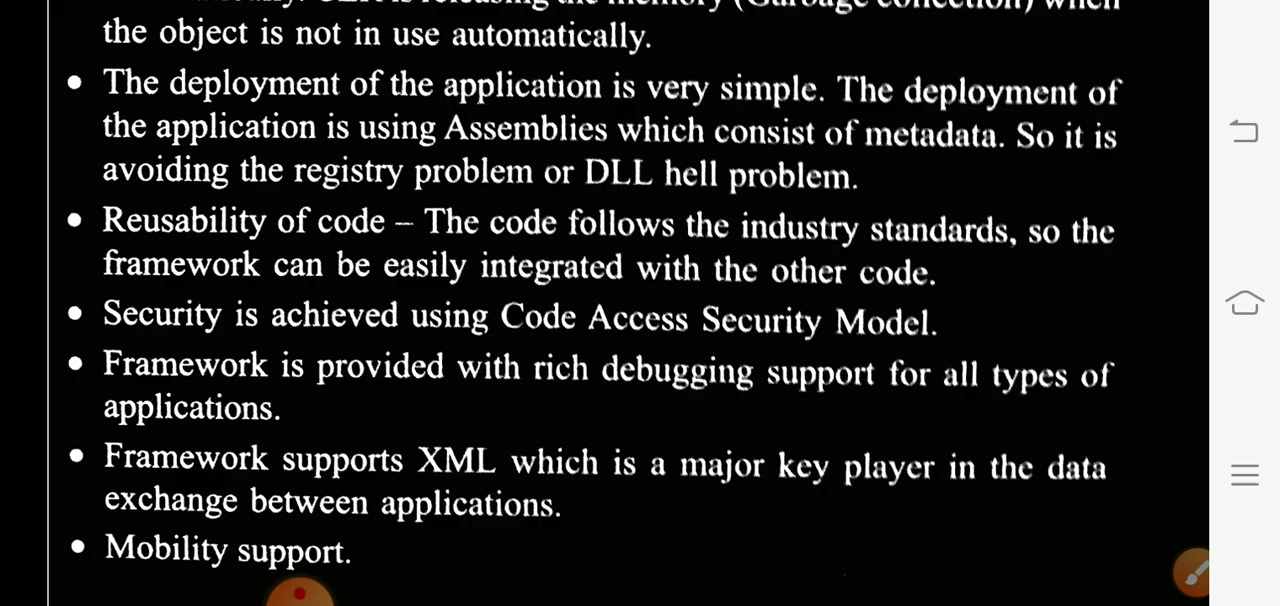 the object is not in use automatically.
• The deployment of the application is very simple. The deployment of
the application is using Assemblies which consist of metadata. So it is
avoiding the registry problem or DLL hell problem.
• Reusability of code – The code follows the industry standards, so the
framework can be easily integrated with the other code.
• Security is achieved using Code Access Security Model.
• Framework is provided with rich debugging support for all types of
applications.
• Framework supports XML which is a major key player in the data
exchange between applications.
• Mobility support.